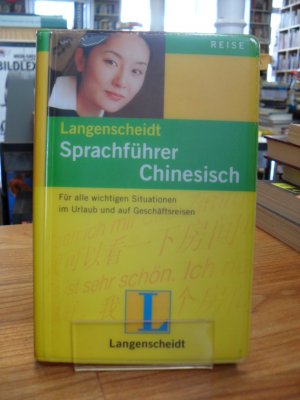 REISE
Langenscheidt
Sprachführer
Chinesisch
Für alle wichtigen Situationen
im Urlaub und auf Geschäftsreisen
ist sehr schön. Ich
L
Langenscheidt